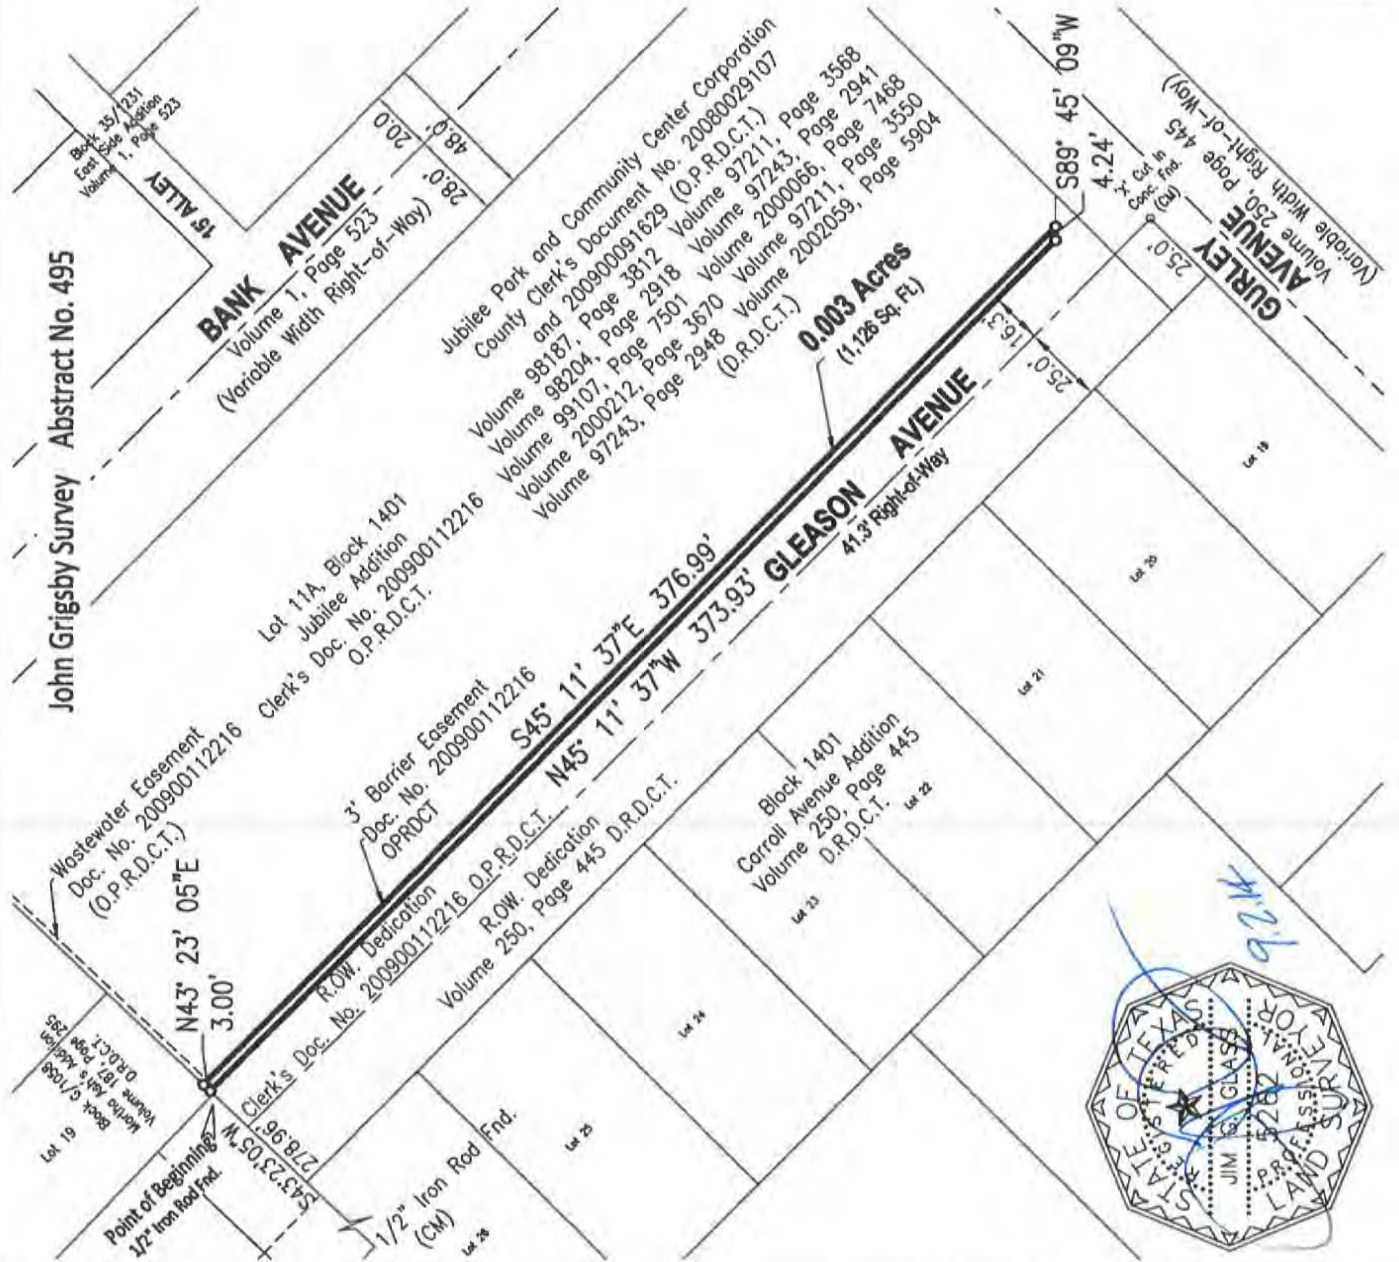 John Grigsby Survey   Abstract No. 495
Block 35/1231
East Side Addition
Volume 1, Page 523
15' ALLEY
BANK AVENUE
Volume 1, Page 523
(Variable Width Right-of-Way)
20.0'
28.0'
48.0'
Jubilee Park and Community Center Corporation
County Clerk's Document No. 20080029107
and 200900091629 (O.P.R.D.C.T.)
Volume 98187, Page 3812   Volume 97211, Page 3568
Volume 98204, Page 2918   Volume 97243, Page 2941
Volume 99107, Page 7501   Volume 2000066, Page 7468
Volume 2000212, Page 3670   Volume 97211, Page 3550
Volume 97243, Page 2948   Volume 2002059, Page 5904
(D.R.D.C.T.)
S89° 45' 09"W
4.24'
'X' Cut In
Conc. Fnd.
(CM)
GURLEY
AVENUE
Volume 250, Page 445
(Variable Width Right-of-Way)
25.0'
0.003 Acres
(1,126 Sq. Ft.)
16.3'
25.0'
GLEASON AVENUE
41.3' Right-of-Way
Lot 11A, Block 1401
Jubilee Addition
Clerk's Doc. No. 200900112216
O.P.R.D.C.T.
Wastewater Easement
Doc. No. 200900112216
(O.P.R.D.C.T.)
N43° 23' 05"E
3.00'
3' Barrier Easement
Doc. No. 200900112216
OPRDCT
S45° 11' 37"E   376.99'
N45° 11' 37"W   373.93'
R.O.W. Dedication
Clerk's Doc. No. 200900112216 O.P.R.D.C.T.
R.O.W. Dedication
Volume 250, Page 445 D.R.D.C.T.
Block 1401
Carroll Avenue Addition
Volume 250, Page 445
D.R.D.C.T.
Lot 19
Lot 20
Lot 21
Lot 22
Lot 23
Lot 24
Lot 25
Lot 26
Block G/1058
Martha Ash's Addition
Volume 187 Page 295
D.R.D.C.T.
Lot 19
Point of Beginning
1/2" Iron Rod Fnd.
S43°23'05"W
278.96'
1/2" Iron Rod Fnd.
(CM)
STATE OF TEXAS
REGISTERED
JIM G. GLASS
5282
PROFESSIONAL
LAND SURVEYOR
9.2.14